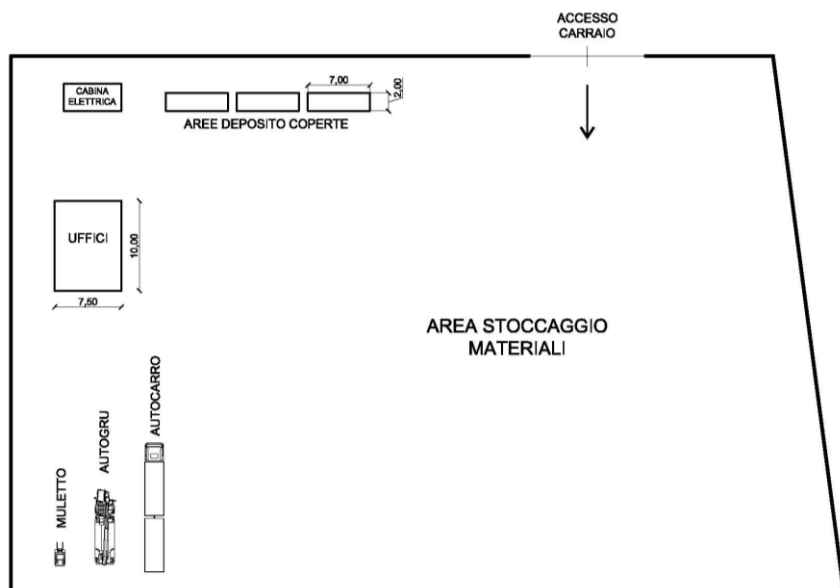 ACCESSO
CARRAIO
CABINA
ELETTRICA
7,00
2,00
AREE DEPOSITO COPERTE
UFFICI
10,00
7,50
AREA STOCCAGGIO
MATERIALI
MULETTO
AUTOGRU
AUTOCARRO